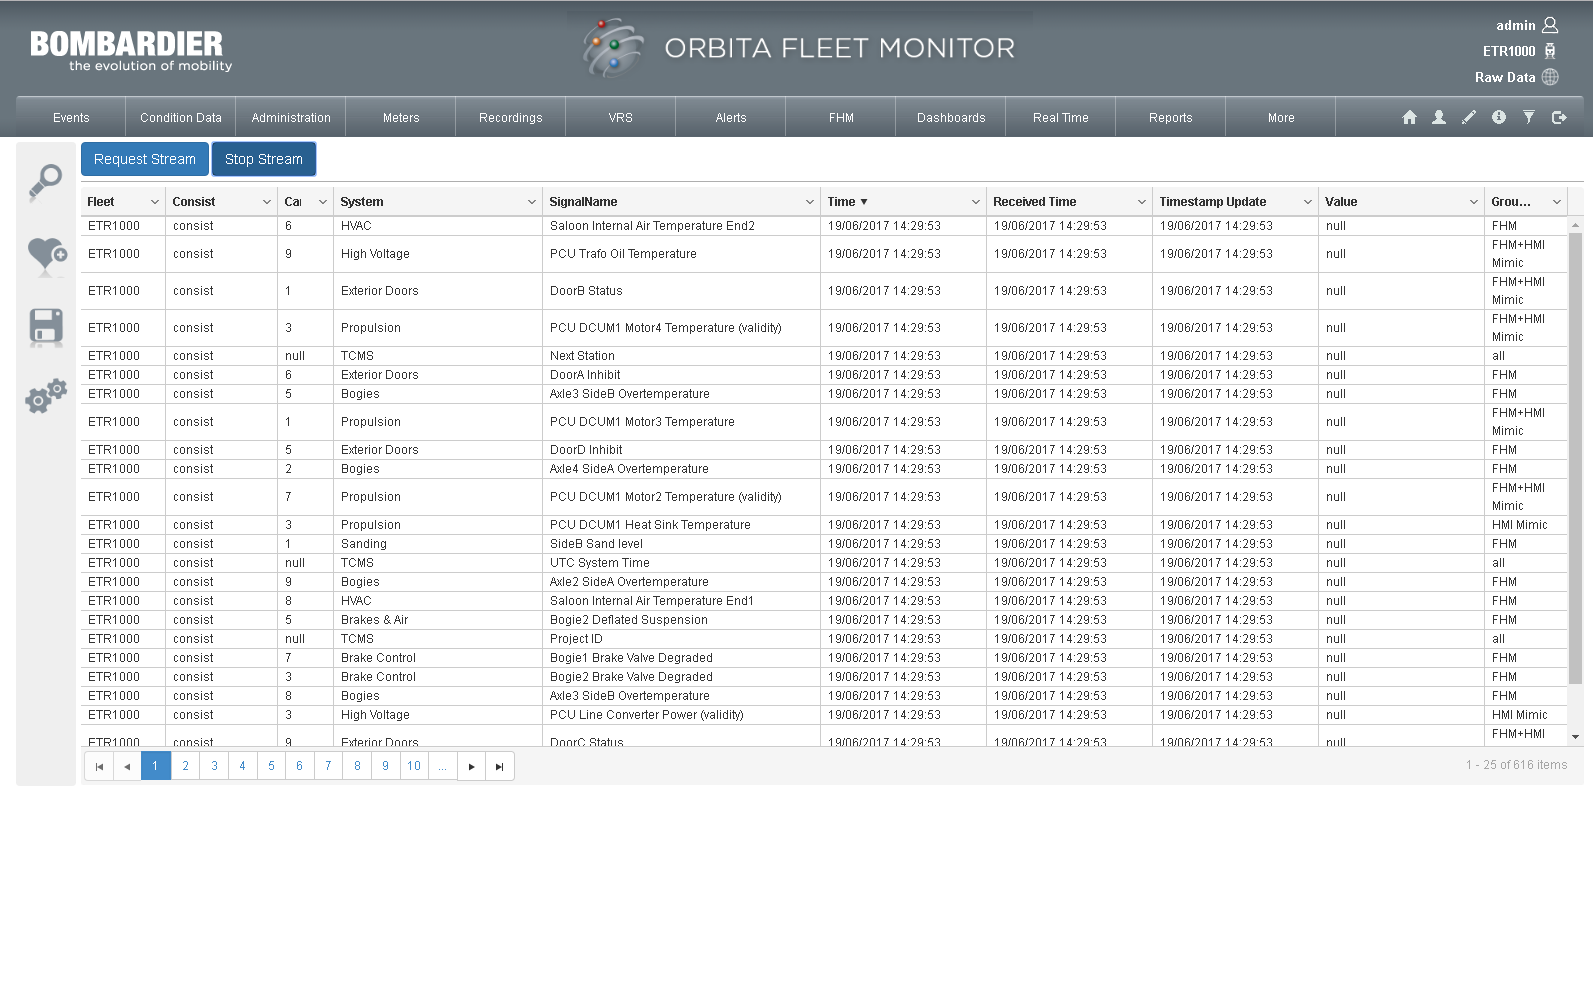 BOMBARDIER
the evolution of mobility
ORBITA FLEET MONITOR
admin
ETR1000
Raw Data
Events Condition Data Administration Meters Recordings VRS Alerts FHM Dashboards Real Time Reports More
Request Stream Stop Stream
Fleet Consist Car System SignalName Time ▼ Received Time Timestamp Update Value Grou...
ETR1000 consist 6 HVAC Saloon Internal Air Temperature End2 19/06/2017 14:29:53 19/06/2017 14:29:53 19/06/2017 14:29:53 null FHM
ETR1000 consist 9 High Voltage PCU Trafo Oil Temperature 19/06/2017 14:29:53 19/06/2017 14:29:53 19/06/2017 14:29:53 null FHM+HMI
Mimic
ETR1000 consist 1 Exterior Doors DoorB Status 19/06/2017 14:29:53 19/06/2017 14:29:53 19/06/2017 14:29:53 null FHM+HMI
Mimic
ETR1000 consist 3 Propulsion PCU DCUM1 Motor4 Temperature (validity) 19/06/2017 14:29:53 19/06/2017 14:29:53 19/06/2017 14:29:53 null FHM+HMI
Mimic
ETR1000 consist null TCMS Next Station 19/06/2017 14:29:53 19/06/2017 14:29:53 19/06/2017 14:29:53 null all
ETR1000 consist 6 Exterior Doors DoorA Inhibit 19/06/2017 14:29:53 19/06/2017 14:29:53 19/06/2017 14:29:53 null FHM
ETR1000 consist 5 Bogies Axle3 SideB Overtemperature 19/06/2017 14:29:53 19/06/2017 14:29:53 19/06/2017 14:29:53 null FHM
ETR1000 consist 1 Propulsion PCU DCUM1 Motor3 Temperature 19/06/2017 14:29:53 19/06/2017 14:29:53 19/06/2017 14:29:53 null FHM+HMI
Mimic
ETR1000 consist 5 Exterior Doors DoorD Inhibit 19/06/2017 14:29:53 19/06/2017 14:29:53 19/06/2017 14:29:53 null FHM
ETR1000 consist 2 Bogies Axle4 SideA Overtemperature 19/06/2017 14:29:53 19/06/2017 14:29:53 19/06/2017 14:29:53 null FHM
ETR1000 consist 7 Propulsion PCU DCUM1 Motor2 Temperature (validity) 19/06/2017 14:29:53 19/06/2017 14:29:53 19/06/2017 14:29:53 null FHM+HMI
Mimic
ETR1000 consist 3 Propulsion PCU DCUM1 Heat Sink Temperature 19/06/2017 14:29:53 19/06/2017 14:29:53 19/06/2017 14:29:53 null HMI Mimic
ETR1000 consist 1 Sanding SideB Sand level 19/06/2017 14:29:53 19/06/2017 14:29:53 19/06/2017 14:29:53 null FHM
ETR1000 consist null TCMS UTC System Time 19/06/2017 14:29:53 19/06/2017 14:29:53 19/06/2017 14:29:53 null all
ETR1000 consist 9 Bogies Axle2 SideA Overtemperature 19/06/2017 14:29:53 19/06/2017 14:29:53 19/06/2017 14:29:53 null FHM
ETR1000 consist 8 HVAC Saloon Internal Air Temperature End1 19/06/2017 14:29:53 19/06/2017 14:29:53 19/06/2017 14:29:53 null FHM
ETR1000 consist 5 Brakes & Air Bogie2 Deflated Suspension 19/06/2017 14:29:53 19/06/2017 14:29:53 19/06/2017 14:29:53 null FHM
ETR1000 consist null TCMS Project ID 19/06/2017 14:29:53 19/06/2017 14:29:53 19/06/2017 14:29:53 null all
ETR1000 consist 7 Brake Control Bogie1 Brake Valve Degraded 19/06/2017 14:29:53 19/06/2017 14:29:53 19/06/2017 14:29:53 null FHM
ETR1000 consist 3 Brake Control Bogie2 Brake Valve Degraded 19/06/2017 14:29:53 19/06/2017 14:29:53 19/06/2017 14:29:53 null FHM
ETR1000 consist 8 Bogies Axle3 SideB Overtemperature 19/06/2017 14:29:53 19/06/2017 14:29:53 19/06/2017 14:29:53 null FHM
ETR1000 consist 3 High Voltage PCU Line Converter Power (validity) 19/06/2017 14:29:53 19/06/2017 14:29:53 19/06/2017 14:29:53 null HMI Mimic
ETR1000 consist 9 Exterior Doors DoorC Status 19/06/2017 14:29:53 19/06/2017 14:29:53 19/06/2017 14:29:53 null FHM+HMI
1 2 3 4 5 6 7 8 9 10 ... 1 - 25 of 616 items